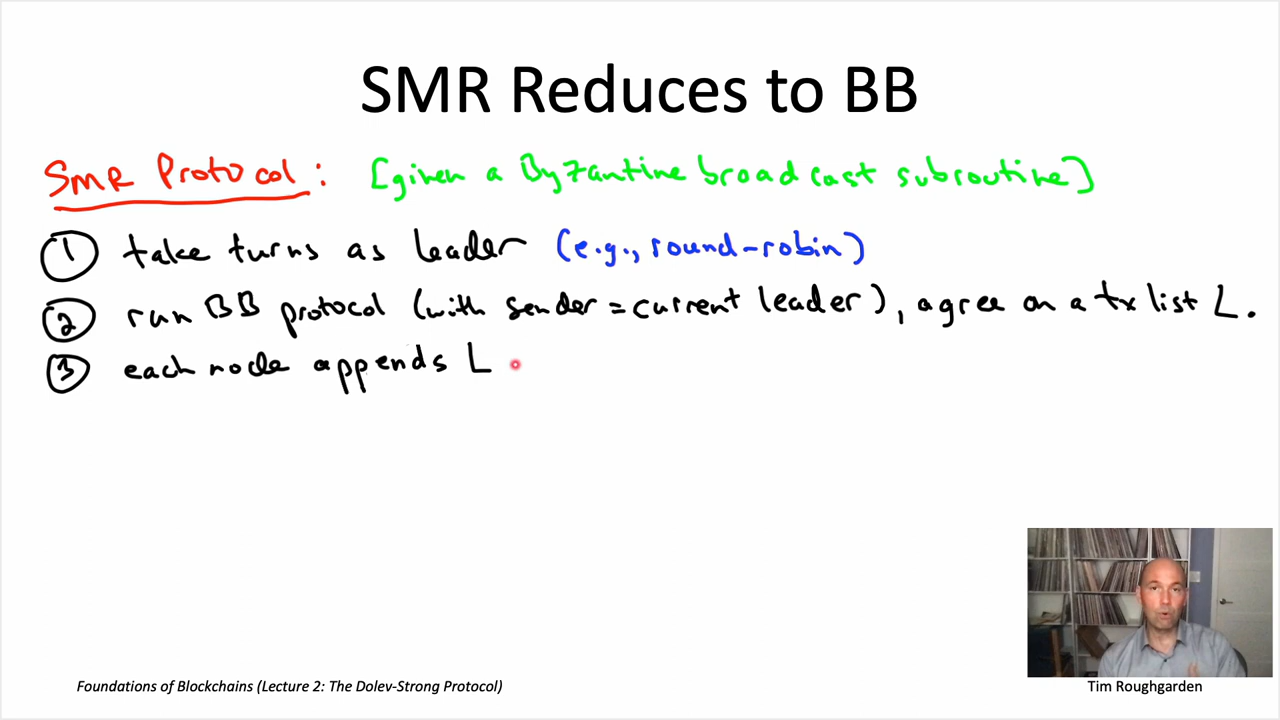 SMR Reduces to BB
SMR Protocol: [given a Byzantine broadcast subroutine]
① take turns as leader (e.g., round-robin)
② run BB protocol (with sender = current leader), agree on a tx list L.
③ each node appends L
Foundations of Blockchains (Lecture 2: The Dolev-Strong Protocol)
Tim Roughgarden